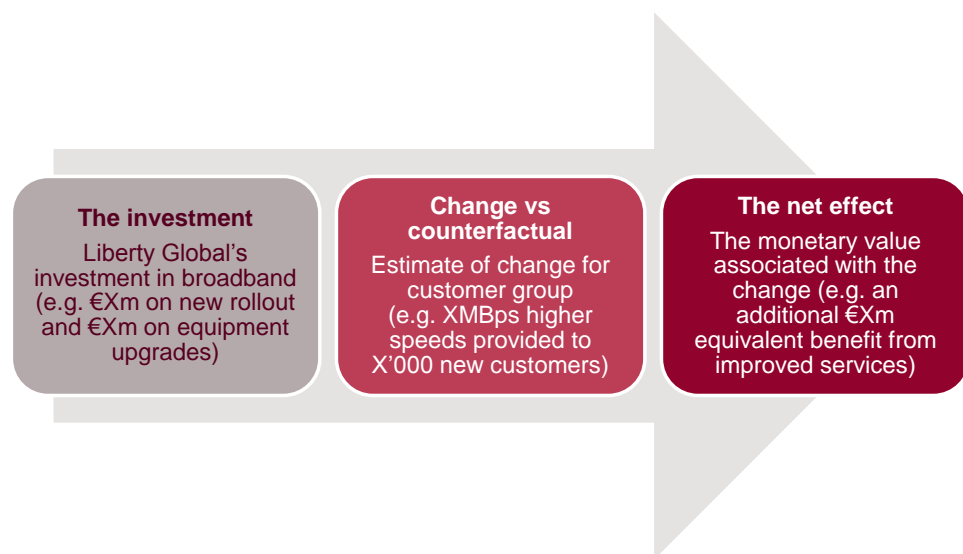 The investment
Liberty Global’s
investment in broadband
(e.g. €Xm on new rollout
and €Xm on equipment
upgrades)
Change vs
counterfactual
Estimate of change for
customer group
(e.g. XMBps higher
speeds provided to
X’000 new customers)
The net effect
The monetary value
associated with the
change (e.g. an
additional €Xm
equivalent benefit from
improved services)